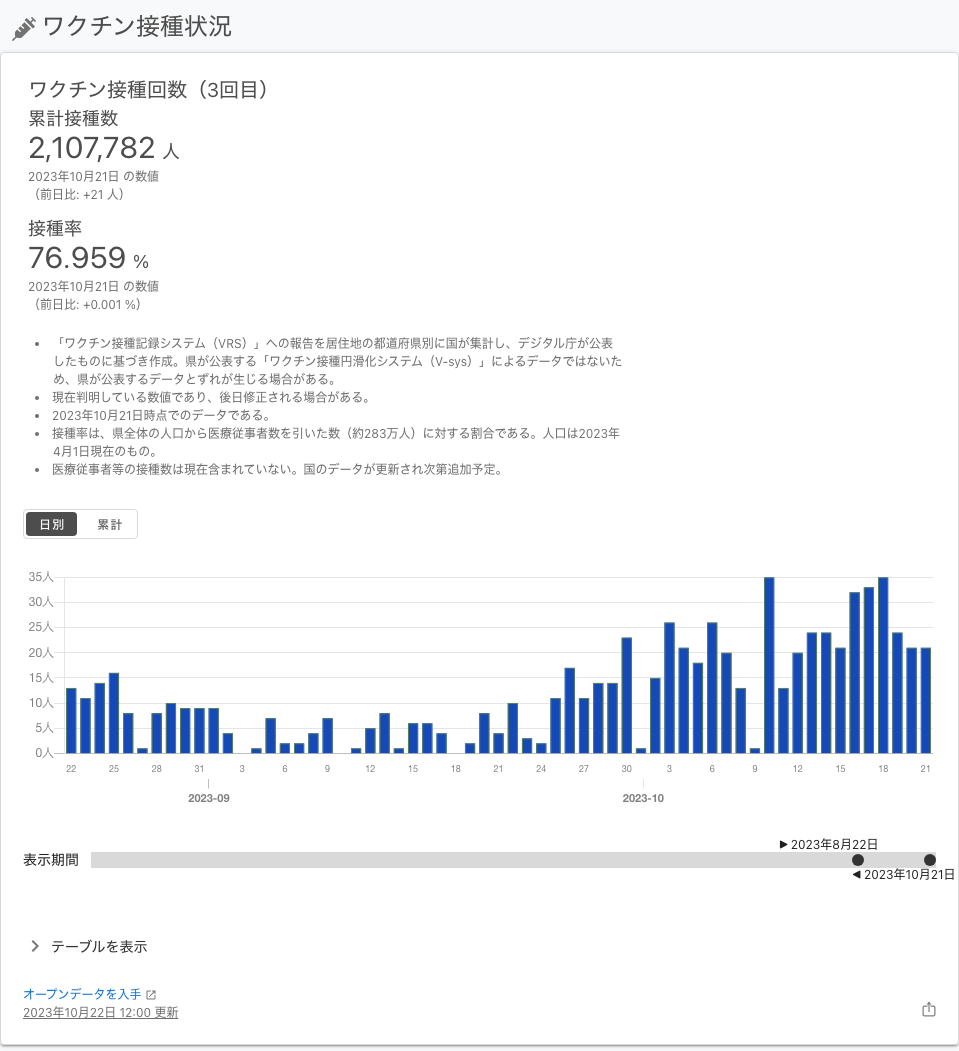 ワクチン接種状況
ワクチン接種回数（3回目）
累計接種数
2,107,782 人
2023年10月21日 の数値
（前日比: +21 人）
接種率
76.959 %
2023年10月21日 の数値
（前日比: +0.001 %）
• 「ワクチン接種記録システム（VRS）」への報告を居住地の都道府県別に国が集計し、デジタル庁が公表
したものに基づき作成。県が公表する「ワクチン接種円滑化システム（V-sys）」によるデータではないた
め、県が公表するデータとずれが生じる場合がある。
• 現在判明している数値であり、後日修正される場合がある。
• 2023年10月21日時点でのデータである。
• 接種率は、県全体の人口から医療従事者数を引いた数（約283万人）に対する割合である。人口は2023年
4月1日現在のもの。
• 医療従事者等の接種数は現在含まれていない。国のデータが更新され次第追加予定。
日別 累計
35人
30人
25人
20人
15人
10人
5人
0人
22 25 28 31 3 6 9 12 15 18 21 24 27 30 3 6 9 12 15 18 21
2023-09 2023-10
▶ 2023年8月22日
表示期間
◀ 2023年10月21日
テーブルを表示
オープンデータを入手
2023年10月22日 12:00 更新